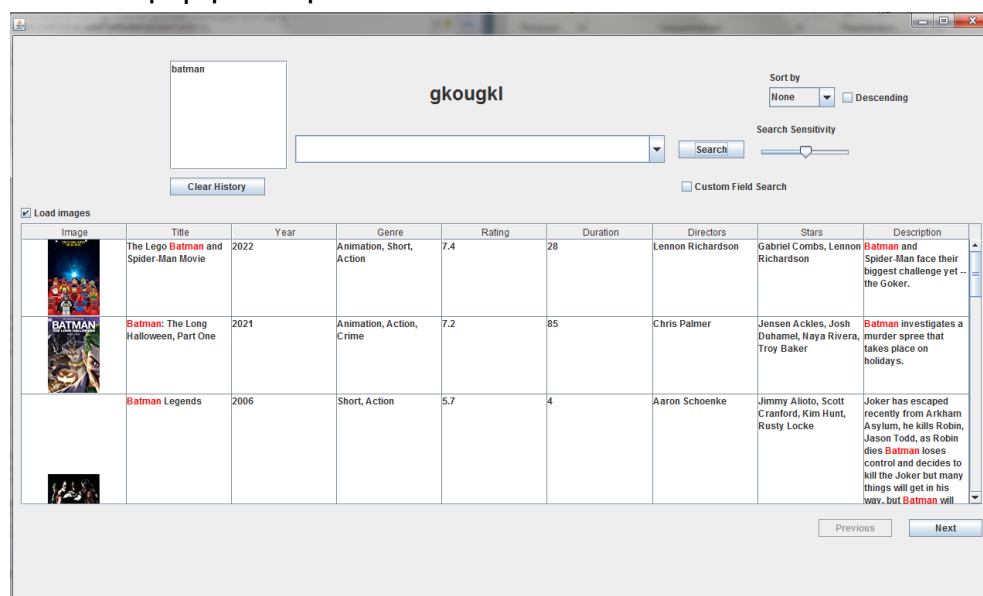 batman
gkougkl
Sort by
None
Descending
Search Sensitivity
Search
Clear History
Custom Field Search
Load images
Image Title Year Genre Rating Duration Directors Stars Description
The Lego Batman and
Spider-Man Movie
2022
Animation, Short,
Action
7.4
28
Lennon Richardson
Gabriel Combs, Lennon
Richardson
Batman and
Spider-Man face their
biggest challenge yet --
the Goker.
BATMAN
Batman: The Long
Halloween, Part One
2021
Animation, Action,
Crime
7.2
85
Chris Palmer
Jensen Ackles, Josh
Duhamel, Naya Rivera,
Troy Baker
Batman investigates a
murder spree that
takes place on
holidays.
Batman Legends
2006
Short, Action
5.7
4
Aaron Schoenke
Jimmy Alioto, Scott
Cranford, Kim Hunt,
Rusty Locke
Joker has escaped
recently from Arkham
Asylum, he kills Robin,
Jason Todd, as Robin
dies Batman loses
control and decides to
kill the Joker but many
things will get in his
way, but Batman will
Previous
Next